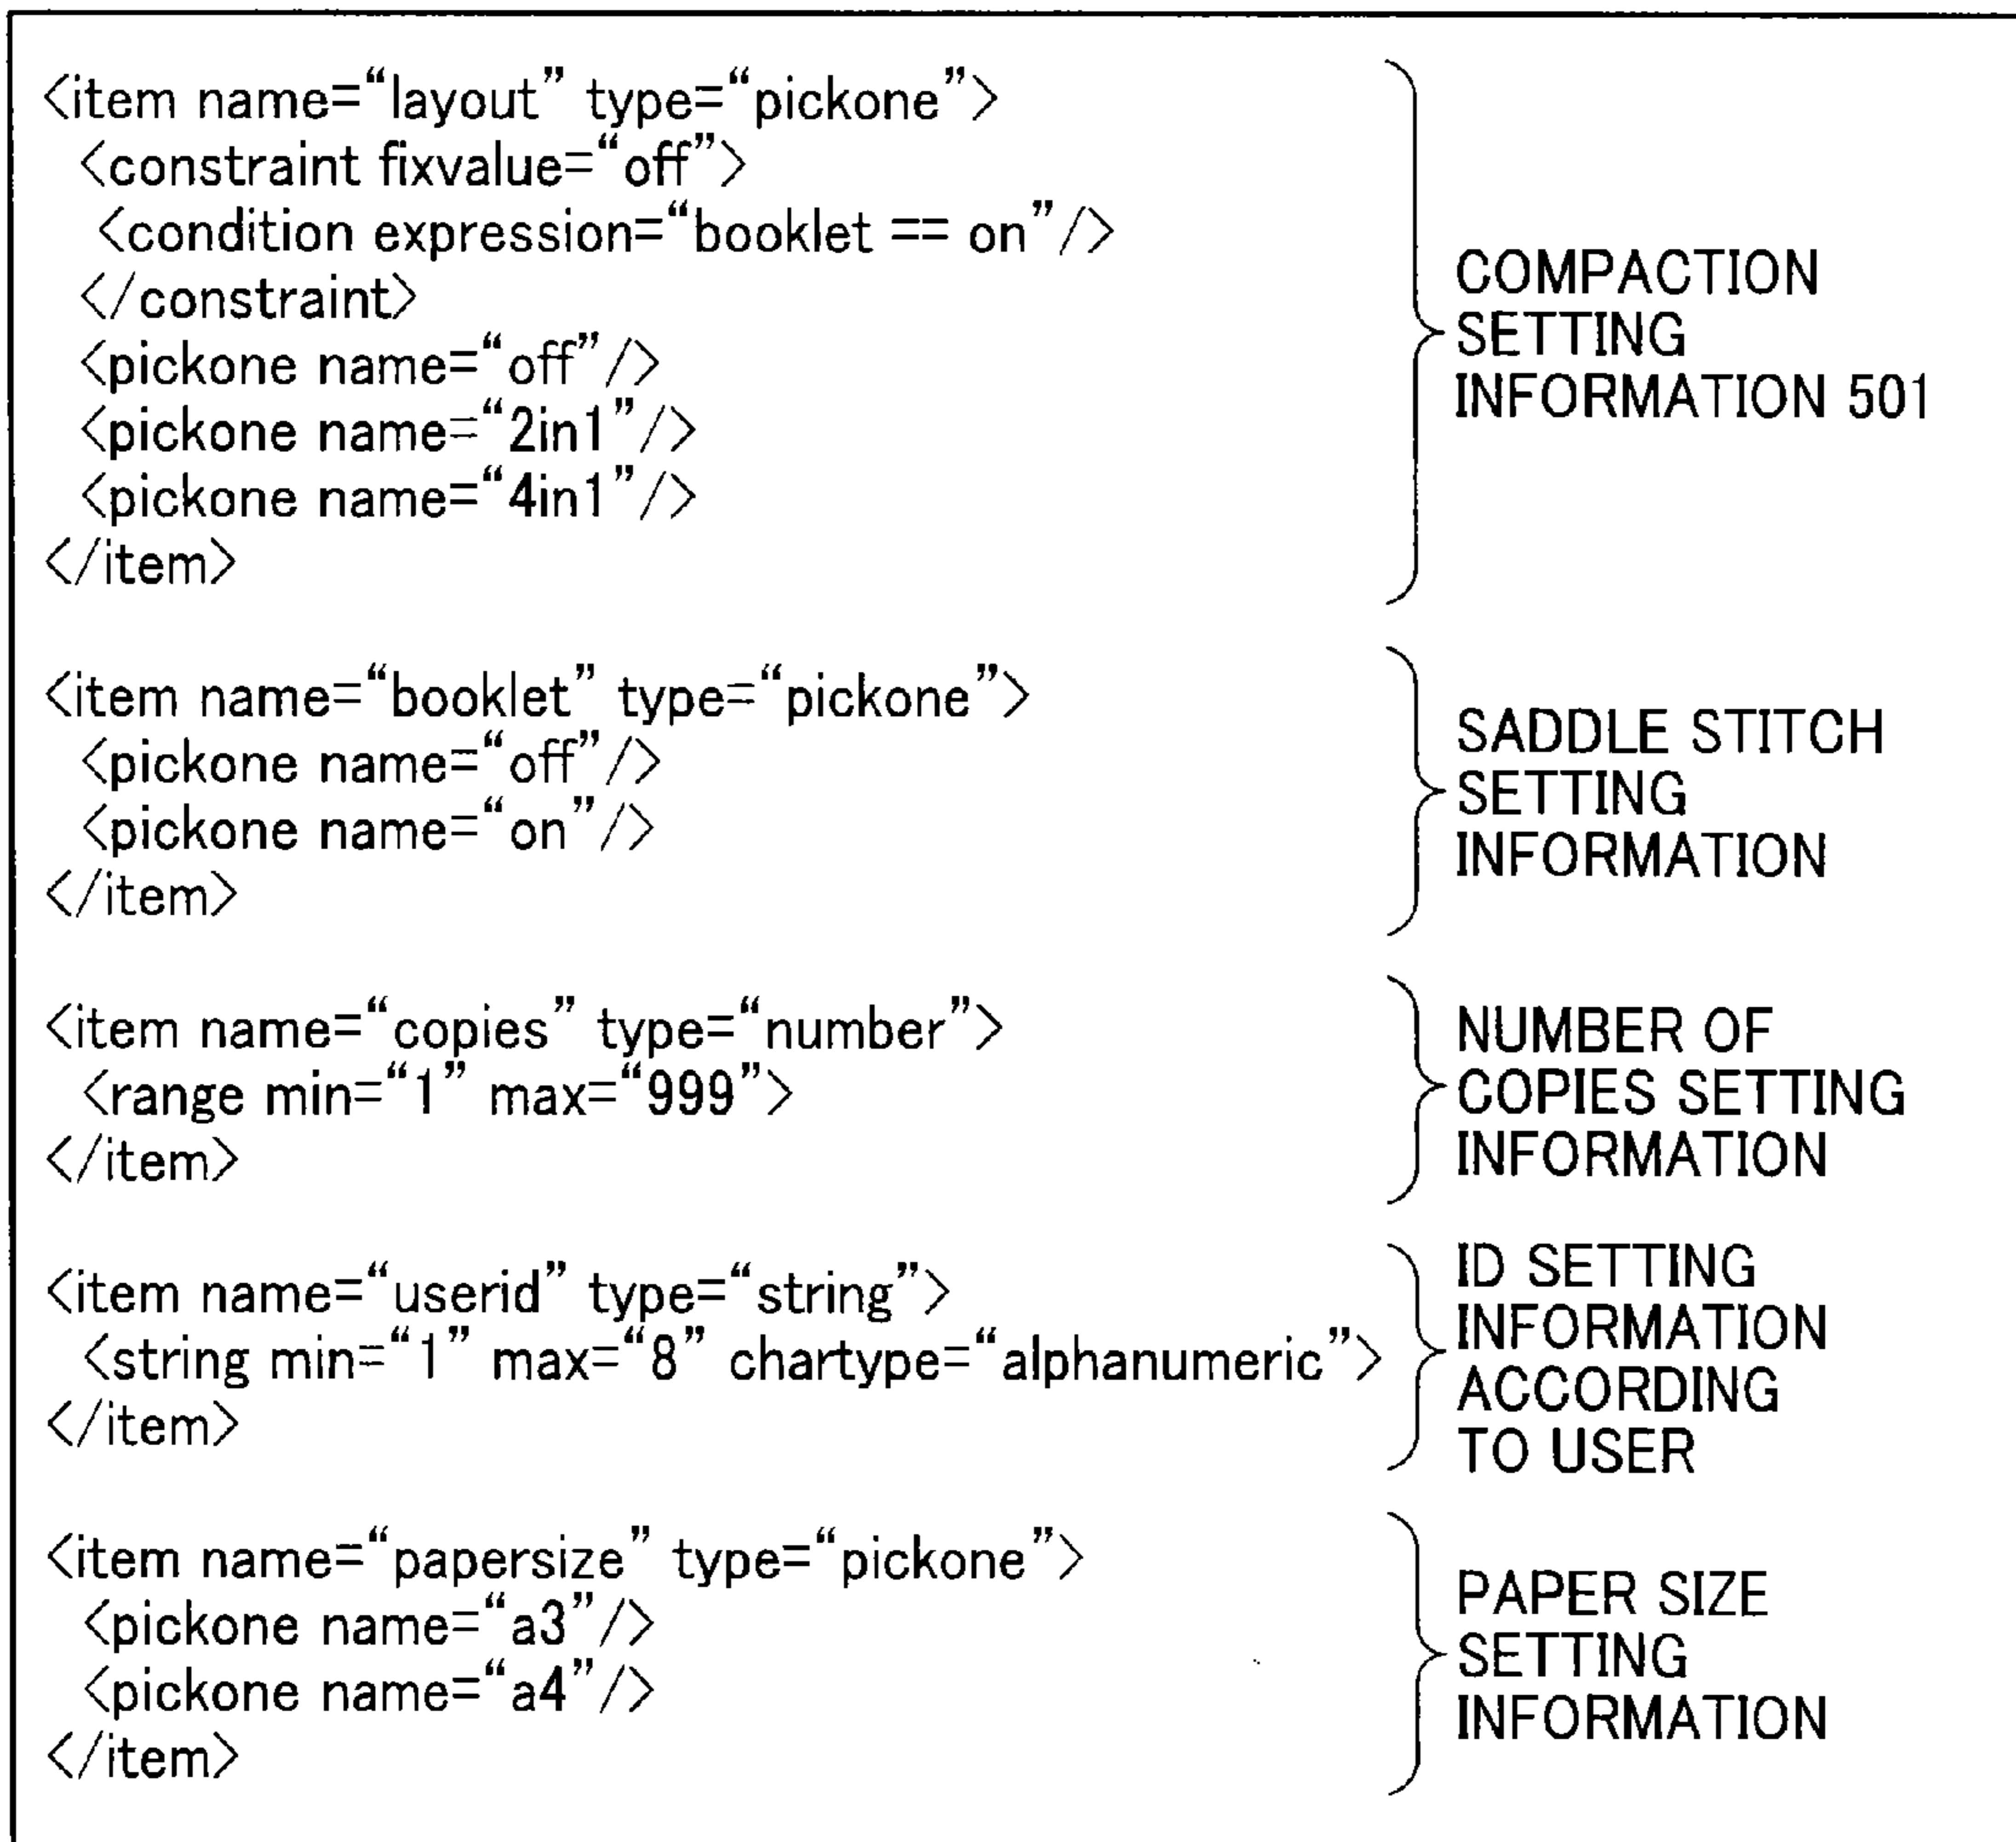 <item name=“layout” type=“pickone”>
<constraint fixvalue=“off”>
<condition expression=“booklet == on”/>
</constraint>
<pickone name=“off”/>
<pickone name=“2in1”/>
<pickone name=“4in1”/>
</item>
COMPACTION
SETTING
INFORMATION 501
<item name=“booklet” type=“pickone”>
<pickone name=“off”/>
<pickone name=“on”/>
</item>
SADDLE STITCH
SETTING
INFORMATION
<item name=“copies” type=“number”>
<range min=“1” max=“999”>
</item>
NUMBER OF
COPIES SETTING
INFORMATION
<item name=“userid” type=“string”>
<string min=“1” max=“8” chartype=“alphanumeric”>
</item>
ID SETTING
INFORMATION
ACCORDING
TO USER
<item name=“papersize” type=“pickone”>
<pickone name=“a3”/>
<pickone name=“a4”/>
</item>
PAPER SIZE
SETTING
INFORMATION